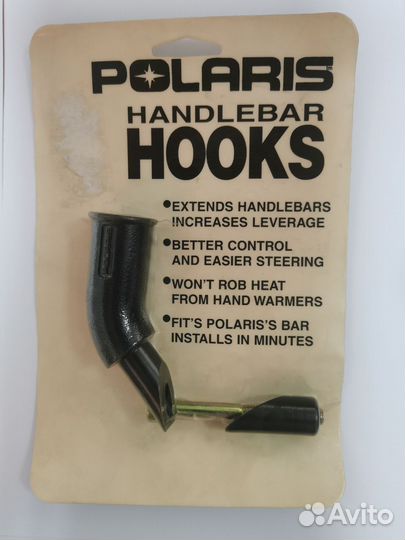 POLARIS™
HANDLEBAR
HOOKS
•EXTENDS HANDLEBARS
INCREASES LEVERAGE
•BETTER CONTROL
AND EASIER STEERING
•WON'T ROB HEAT
FROM HAND WARMERS
•FIT'S POLARIS'S BAR
INSTALLS IN MINUTES
Avito